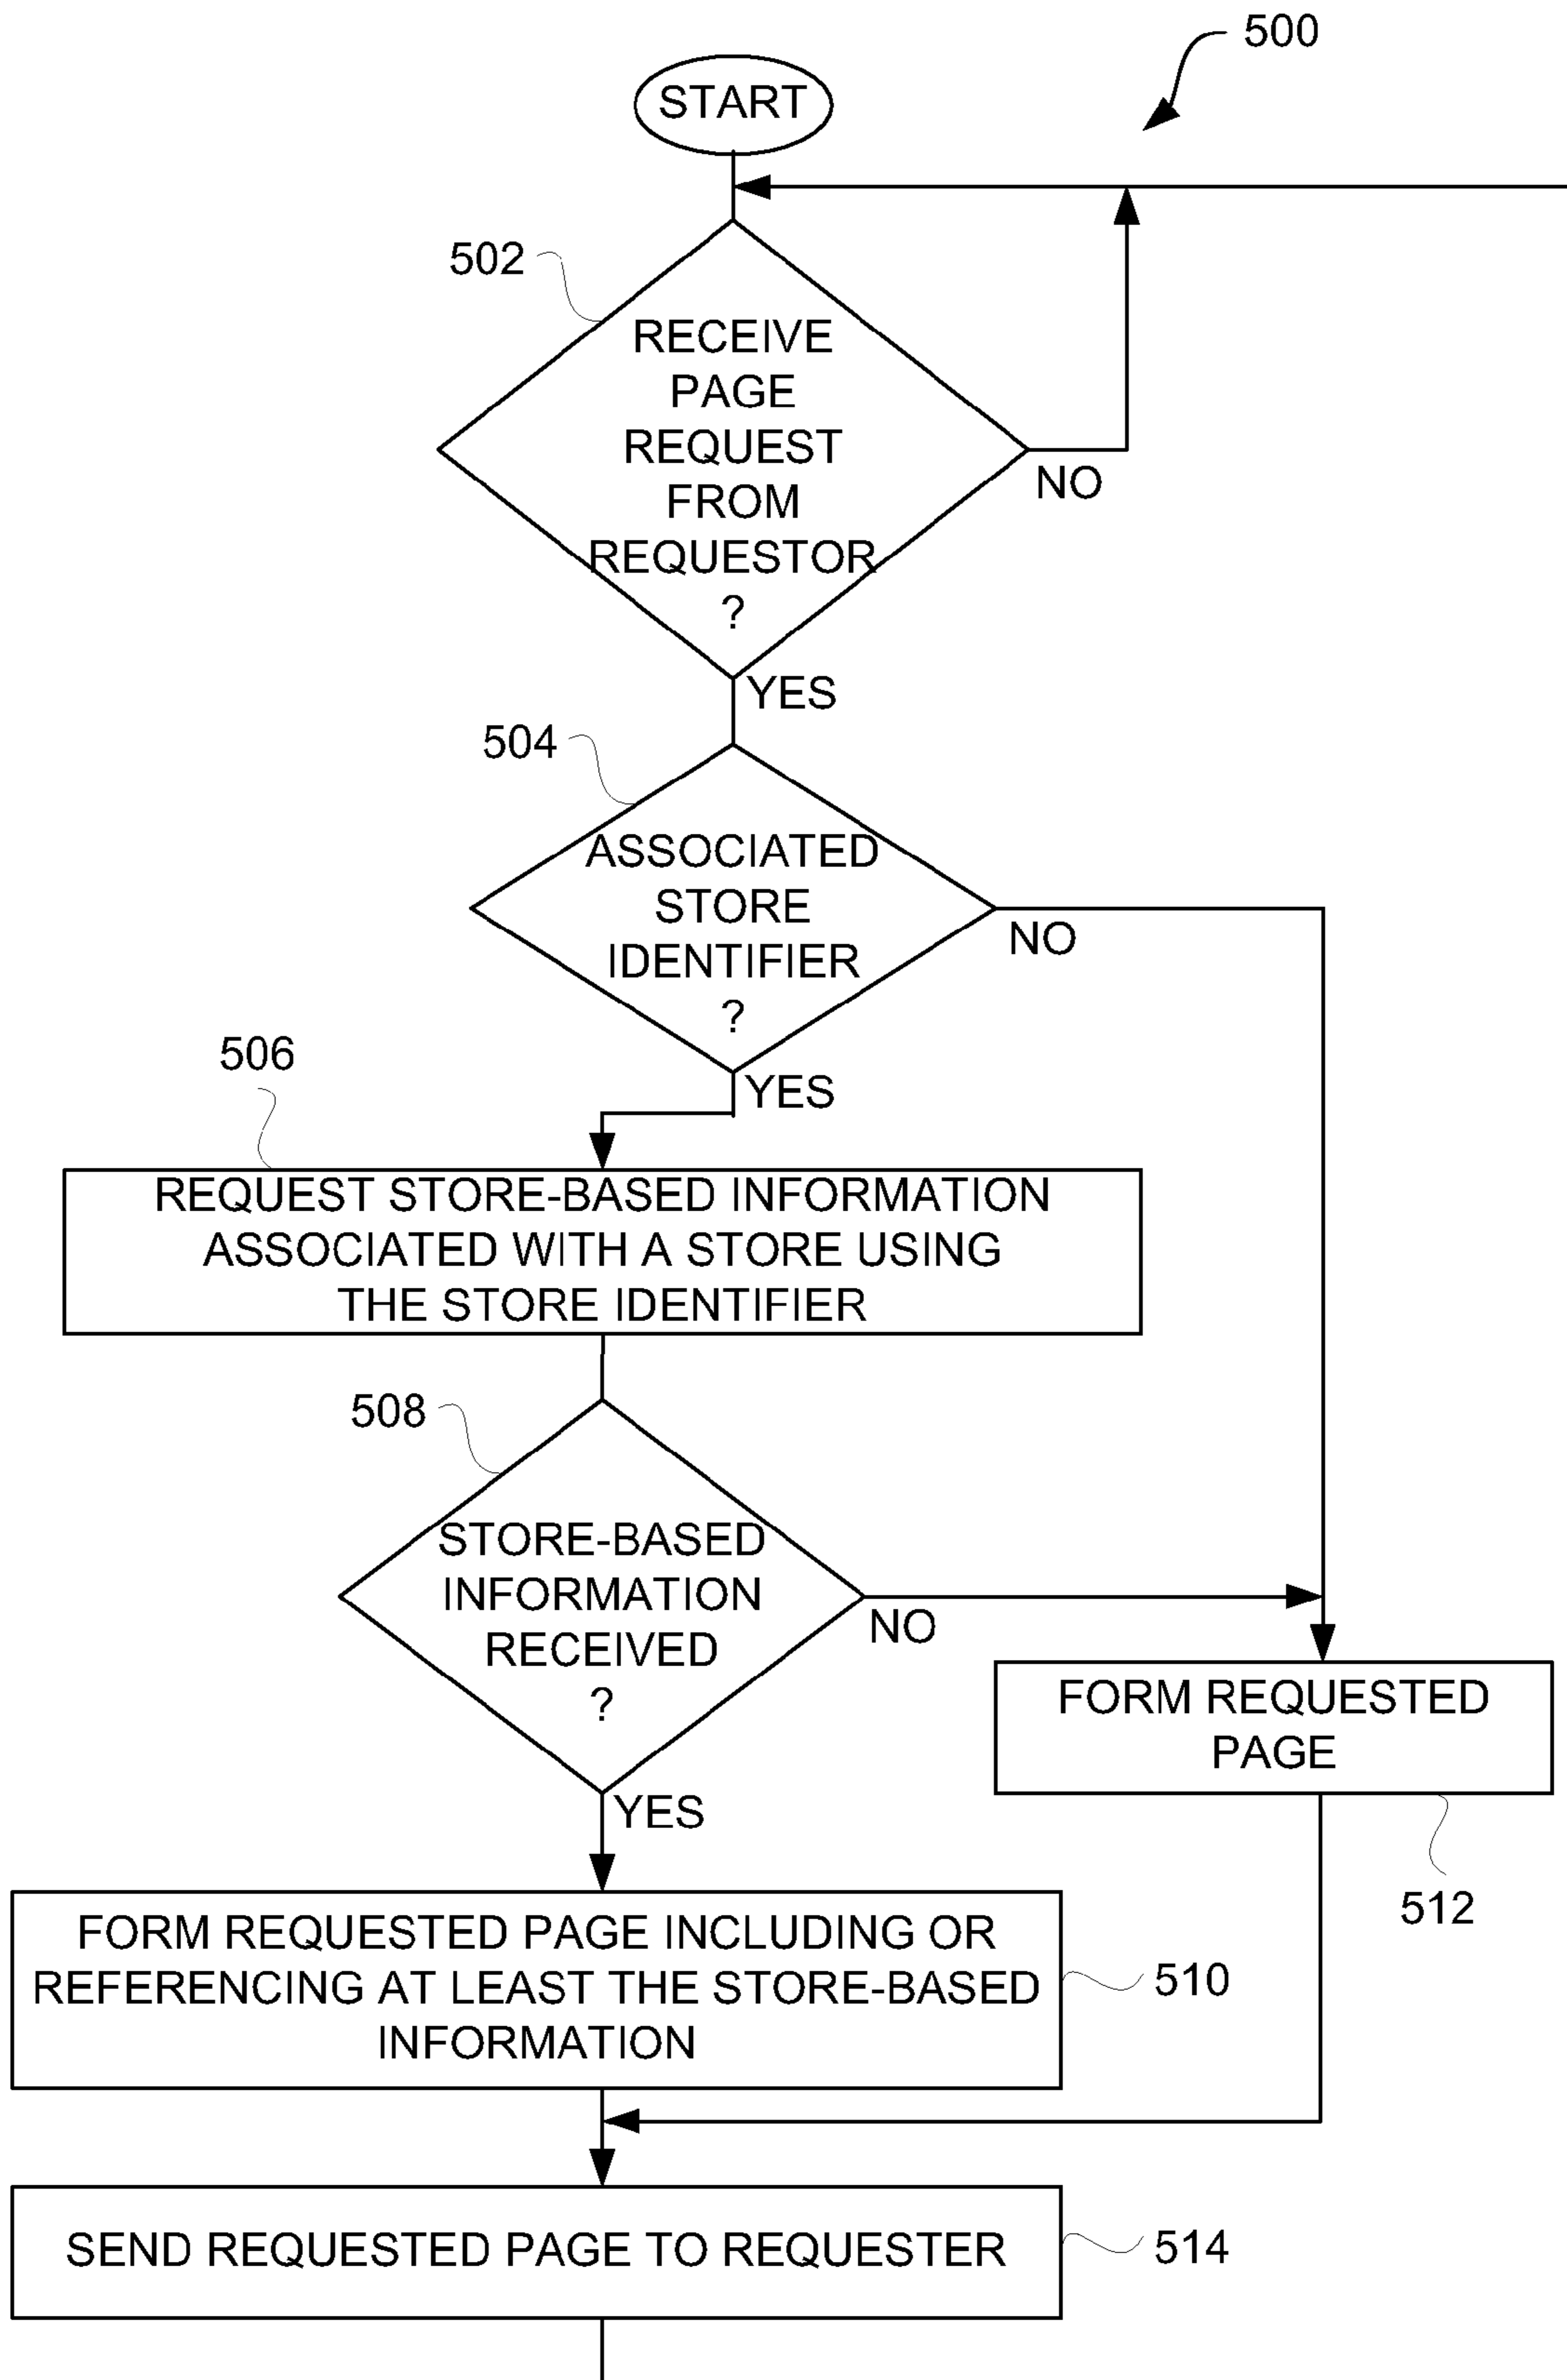 500
START
502
RECEIVE
PAGE
REQUEST
FROM
REQUESTOR
?
NO
YES
504
ASSOCIATED
STORE
IDENTIFIER
?
NO
YES
506
REQUEST STORE-BASED INFORMATION
ASSOCIATED WITH A STORE USING
THE STORE IDENTIFIER
508
STORE-BASED
INFORMATION
RECEIVED
?
NO
YES
FORM REQUESTED
PAGE
512
FORM REQUESTED PAGE INCLUDING OR
REFERENCING AT LEAST THE STORE-BASED
INFORMATION
510
SEND REQUESTED PAGE TO REQUESTER
514